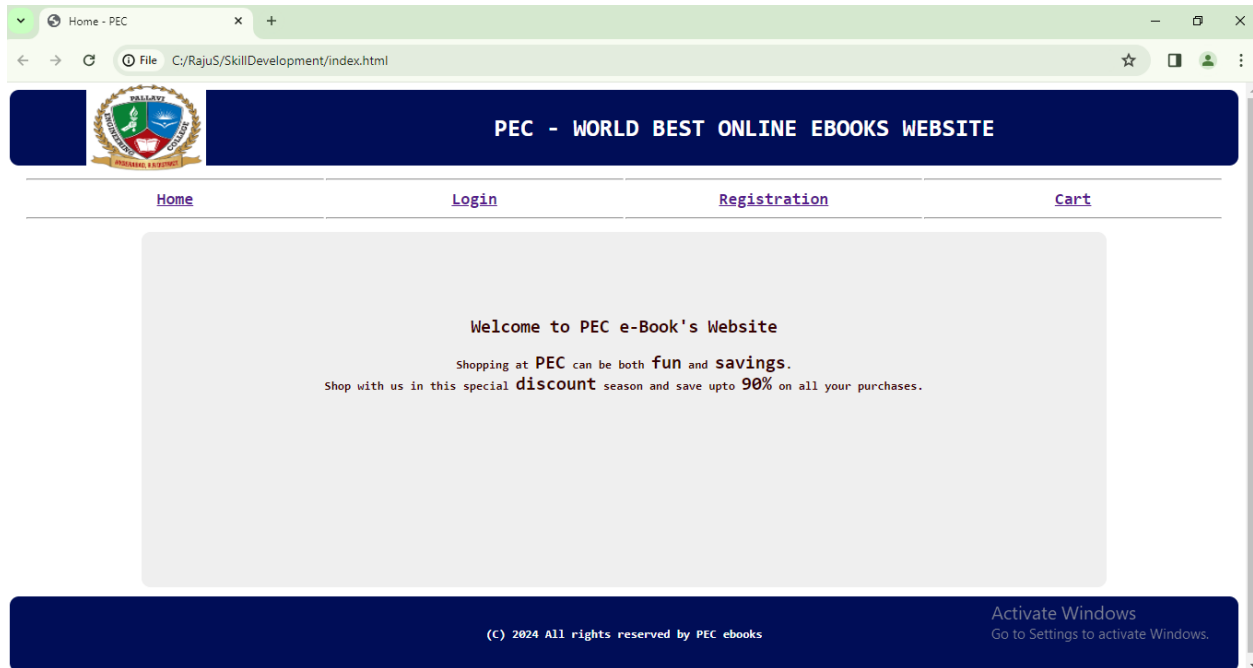 Home - PEC
File C:/RajuS/SkillDevelopment/index.html
PALLAVI
ENGINEERING
COLLEGE
PEC - WORLD BEST ONLINE EBOOKS WEBSITE
Home Login Registration Cart
Welcome to PEC e-Book's Website
Shopping at PEC can be both fun and savings.
Shop with us in this special discount season and save upto 90% on all your purchases.
(C) 2024 All rights reserved by PEC ebooks
Activate Windows
Go to Settings to activate Windows.